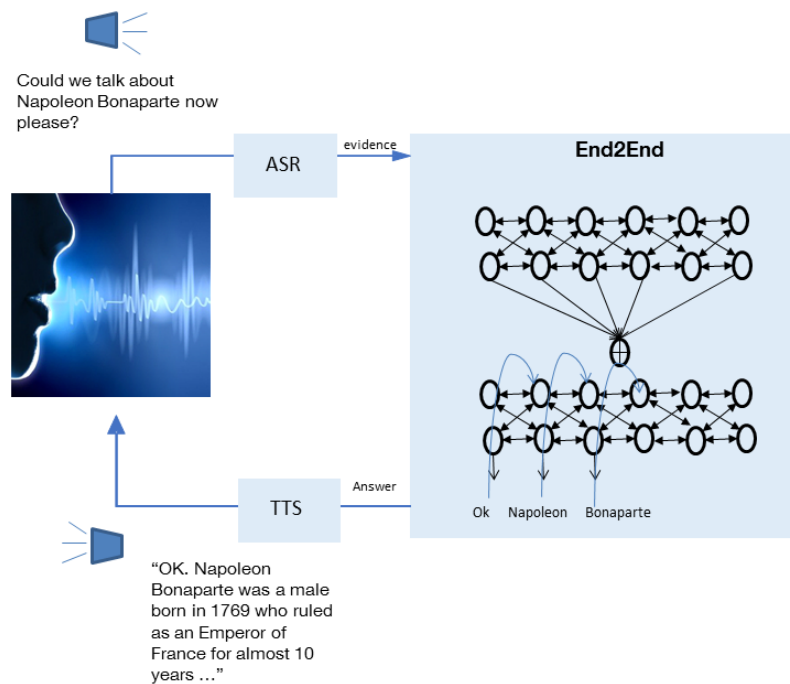 Could we talk about
Napoleon Bonaparte now
please?
ASR
evidence
End2End
Ok Napoleon Bonaparte
Answer
TTS
“OK. Napoleon
Bonaparte was a male
born in 1769 who ruled
as an Emperor of
France for almost 10
years ...”